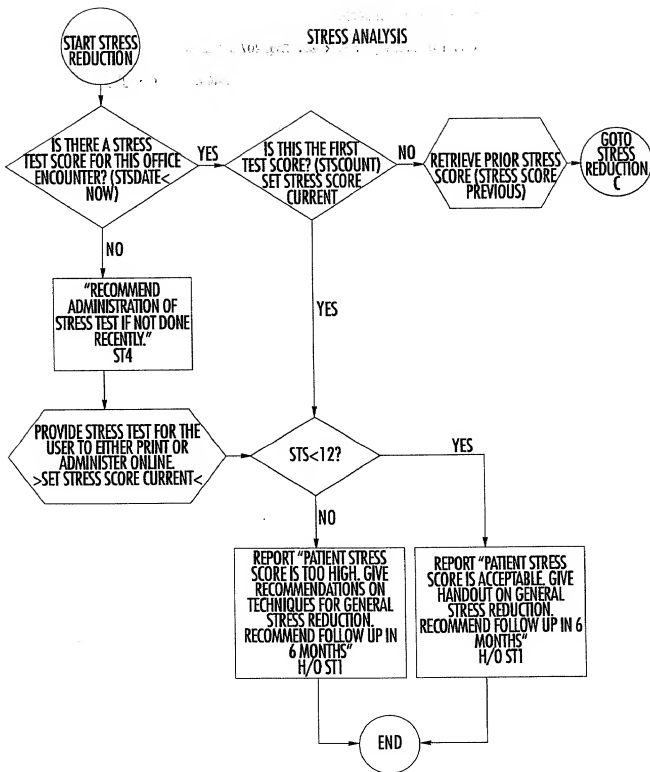 STRESS ANALYSIS
START STRESS
REDUCTION
IS THERE A STRESS
TEST SCORE FOR THIS OFFICE
ENCOUNTER? (STSDATE<
NOW)
YES
IS THIS THE FIRST
TEST SCORE? (STSCOUNT)
SET STRESS SCORE
CURRENT
NO
RETRIEVE PRIOR STRESS
SCORE (STRESS SCORE
PREVIOUS)
GOTO
STRESS
REDUCTION
C
NO
"RECOMMEND
ADMINISTRATION OF
STRESS TEST IF NOT DONE
RECENTLY."
ST4
YES
PROVIDE STRESS TEST FOR THE
USER TO EITHER PRINT OR
ADMINISTER ONLINE.
>SET STRESS SCORE CURRENT<
STS<12?
YES
NO
REPORT "PATIENT STRESS
SCORE IS TOO HIGH. GIVE
RECOMMENDATIONS ON
TECHNIQUES FOR GENERAL
STRESS REDUCTION.
RECOMMEND FOLLOW UP IN
6 MONTHS"
H/O ST1
REPORT "PATIENT STRESS
SCORE IS ACCEPTABLE. GIVE
HANDOUT ON GENERAL
STRESS REDUCTION.
RECOMMEND FOLLOW UP IN 6
MONTHS"
H/O ST1
END